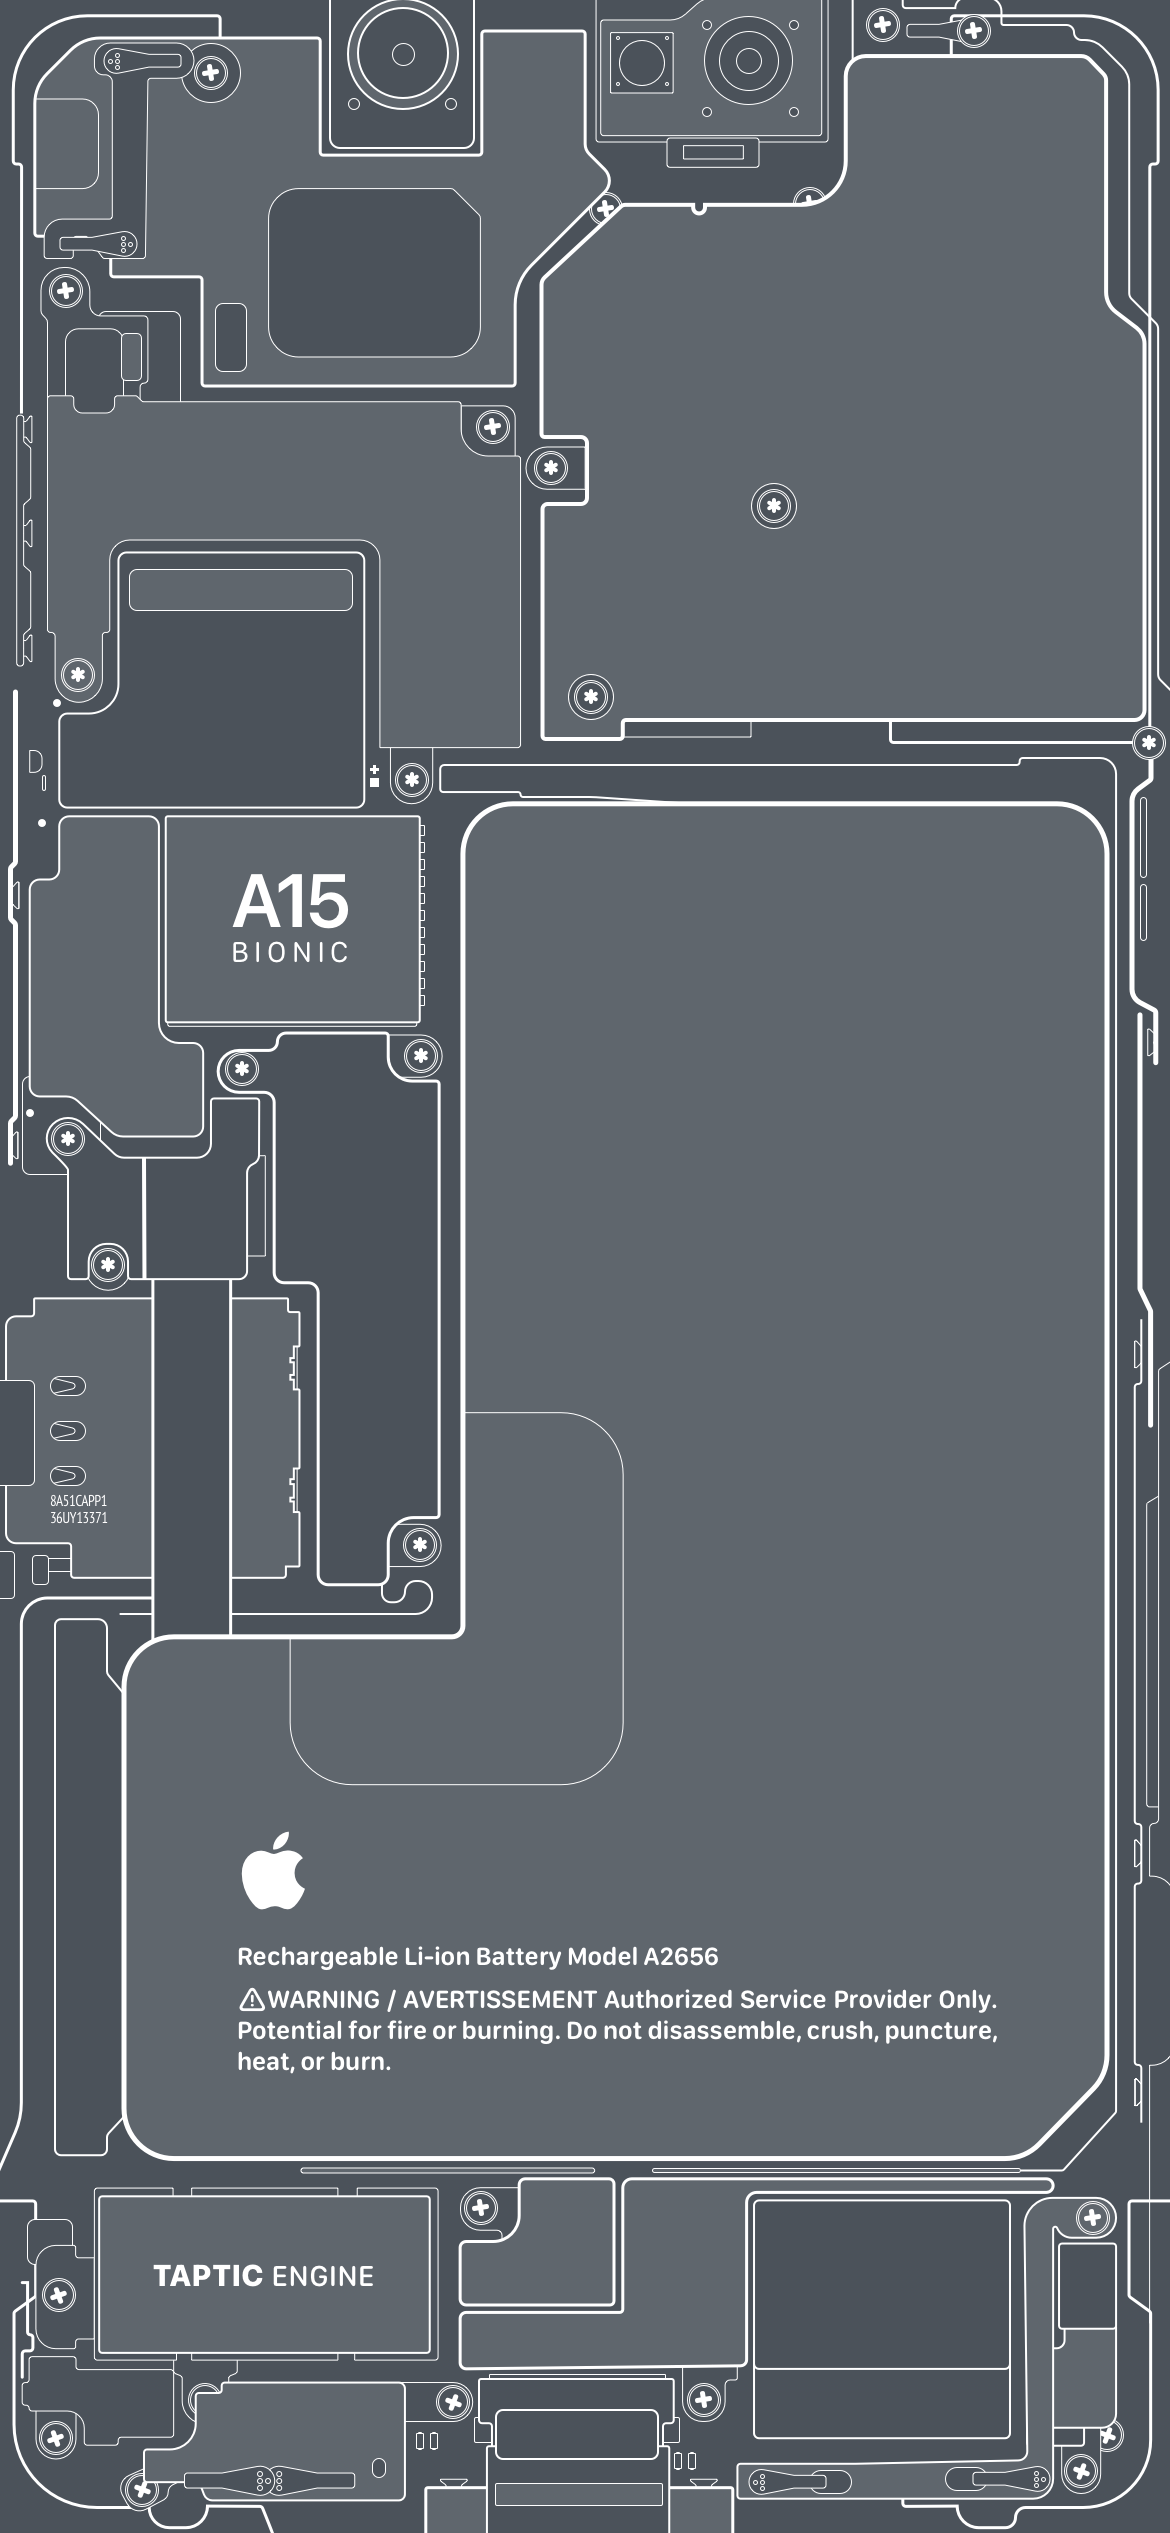 A15
BIONIC
8A51CAPP1
36UY13371
Rechargeable Li-ion Battery Model A2656
WARNING / AVERTISSEMENT Authorized Service Provider Only.
Potential for fire or burning. Do not disassemble, crush, puncture,
heat, or burn.
TAPTIC ENGINE